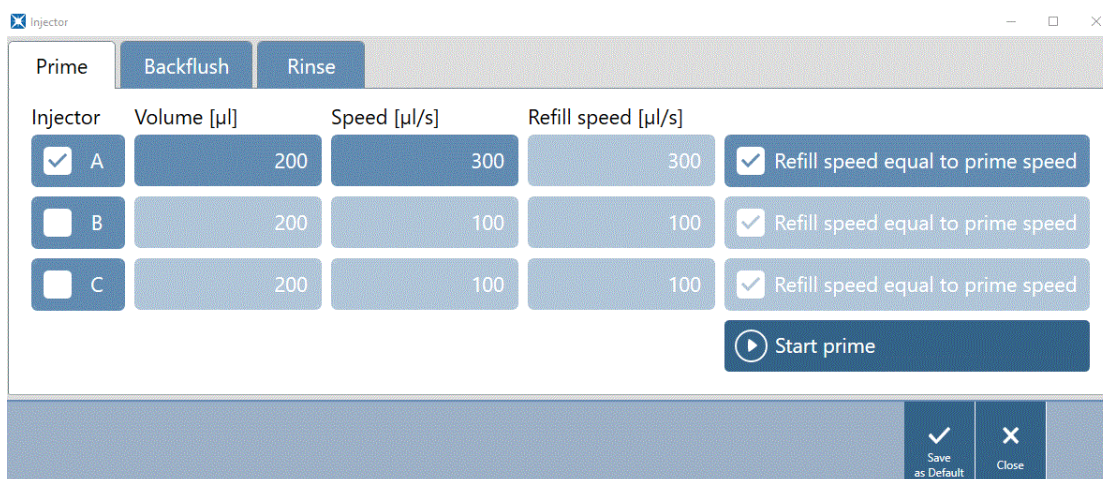 Injector
Prime Backflush Rinse
Injector Volume [µl] Speed [µl/s] Refill speed [µl/s]
A 200 300 300 Refill speed equal to prime speed
B 200 100 100 Refill speed equal to prime speed
C 200 100 100 Refill speed equal to prime speed
Start prime
Save
as Default
Close